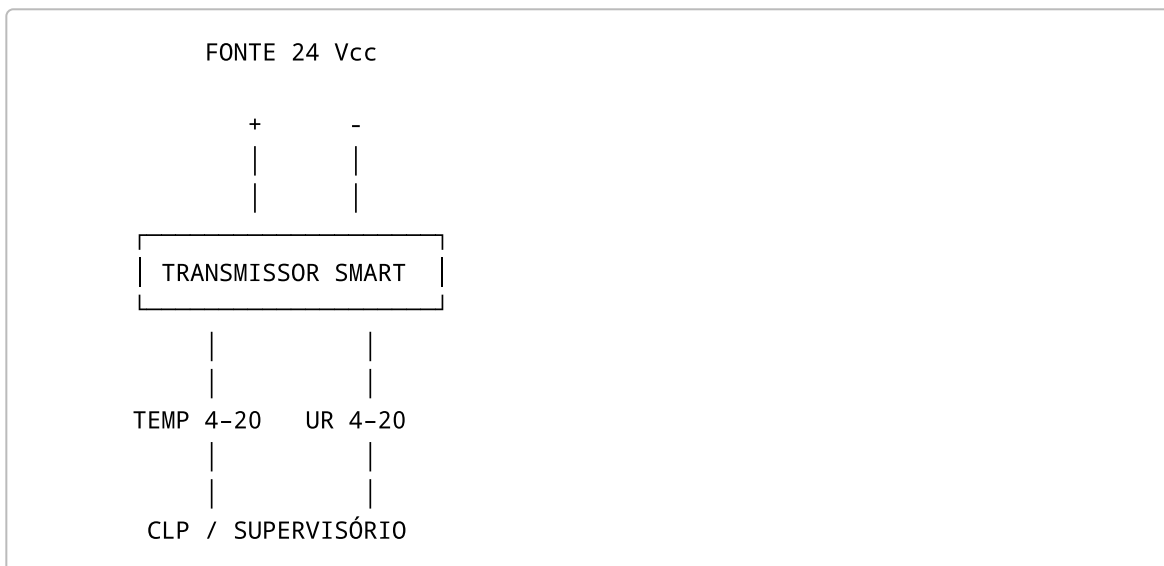 FONTE 24 Vcc
+ -
TRANSMISSOR SMART
TEMP 4–20 UR 4–20
CLP / SUPERVISÓRIO